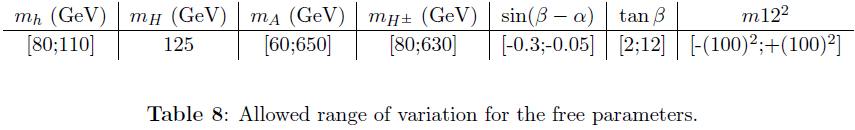 m_h (GeV) m_H (GeV) m_A (GeV) m_{H^±} (GeV) sin(β − α) tan β m12^2
[80;110] 125 [60;650] [80;630] [-0.3;-0.05] [2;12] [-(100)^2;+(100)^2]
Table 8: Allowed range of variation for the free parameters.